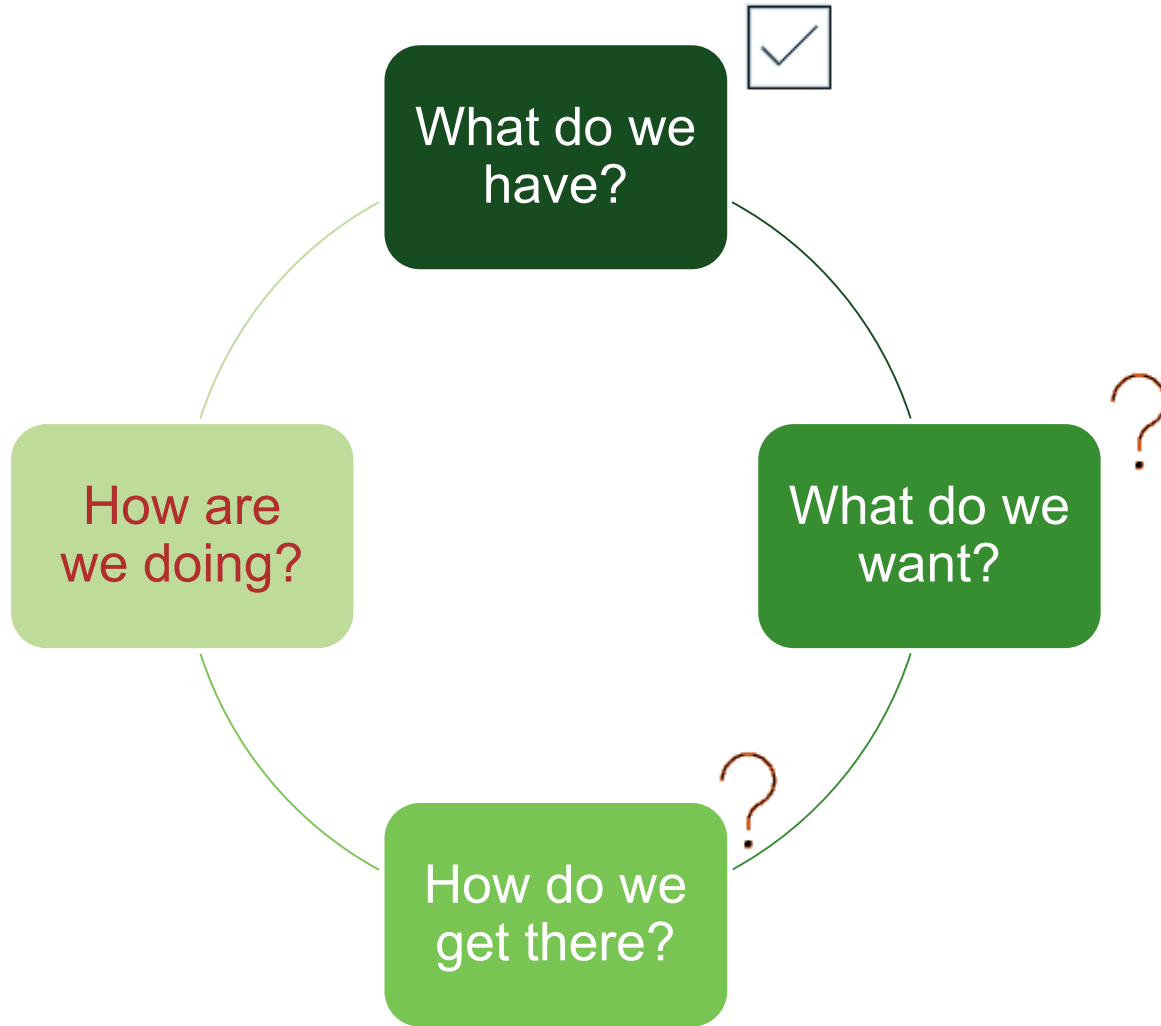 What do we
have?
What do we
want?
?
How do we
get there?
?
How are
we doing?